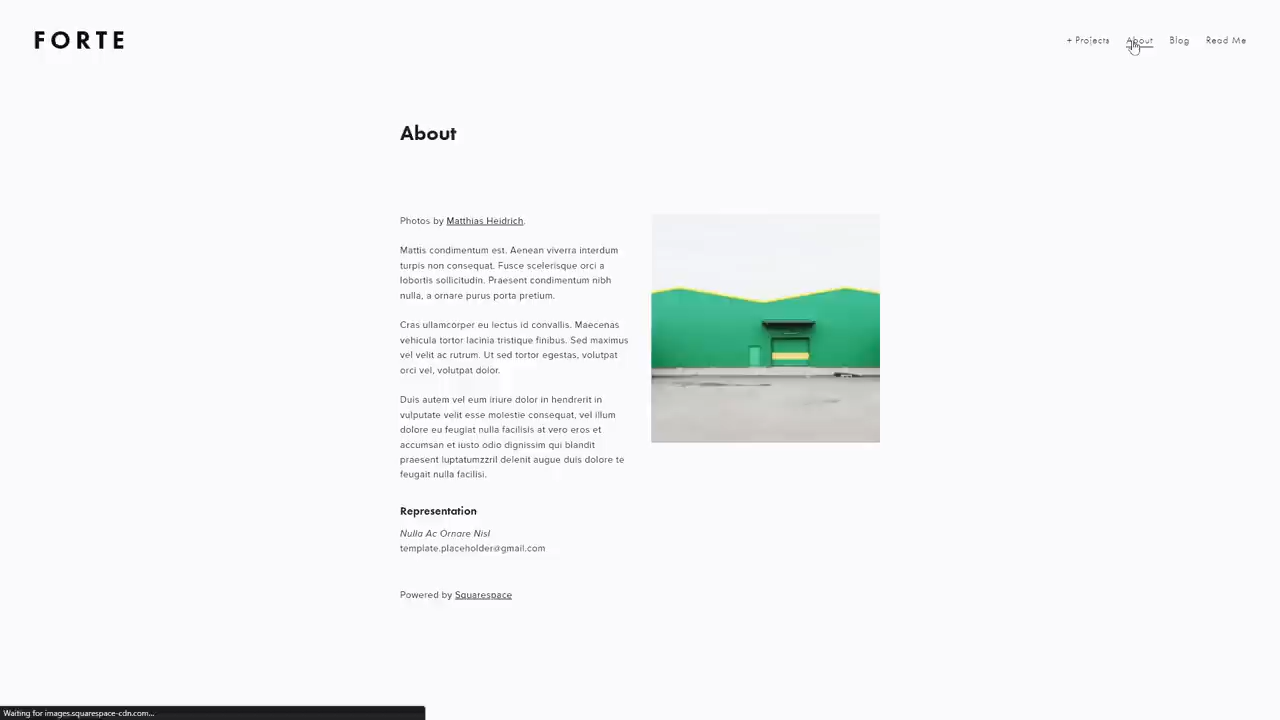 FORTE
+ Projects About Blog Read Me
About
Photos by Matthias Heidrich.
Mattis condimentum est. Aenean viverra interdum
turpis non consequat. Fusce scelerisque orci a
lobortis sollicitudin. Praesent condimentum nibh
nulla, a ornare purus porta pretium.
Cras ullamcorper eu lectus id convallis. Maecenas
vehicula tortor lacinia tristique finibus. Sed maximus
vel velit ac rutrum. Ut sed tortor egestas, volutpat
orci vel, volutpat dolor.
Duis autem vel eum iriure dolor in hendrerit in
vulputate velit esse molestie consequat, vel illum
dolore eu feugiat nulla facilisis at vero eros et
accumsan et iusto odio dignissim qui blandit
praesent luptatumzzril delenit augue duis dolore te
feugait nulla facilisi.
Representation
Nulla Ac Ornare Nisl
template.placeholder@gmail.com
Powered by Squarespace
Waiting for images.squarespace-cdn.com...